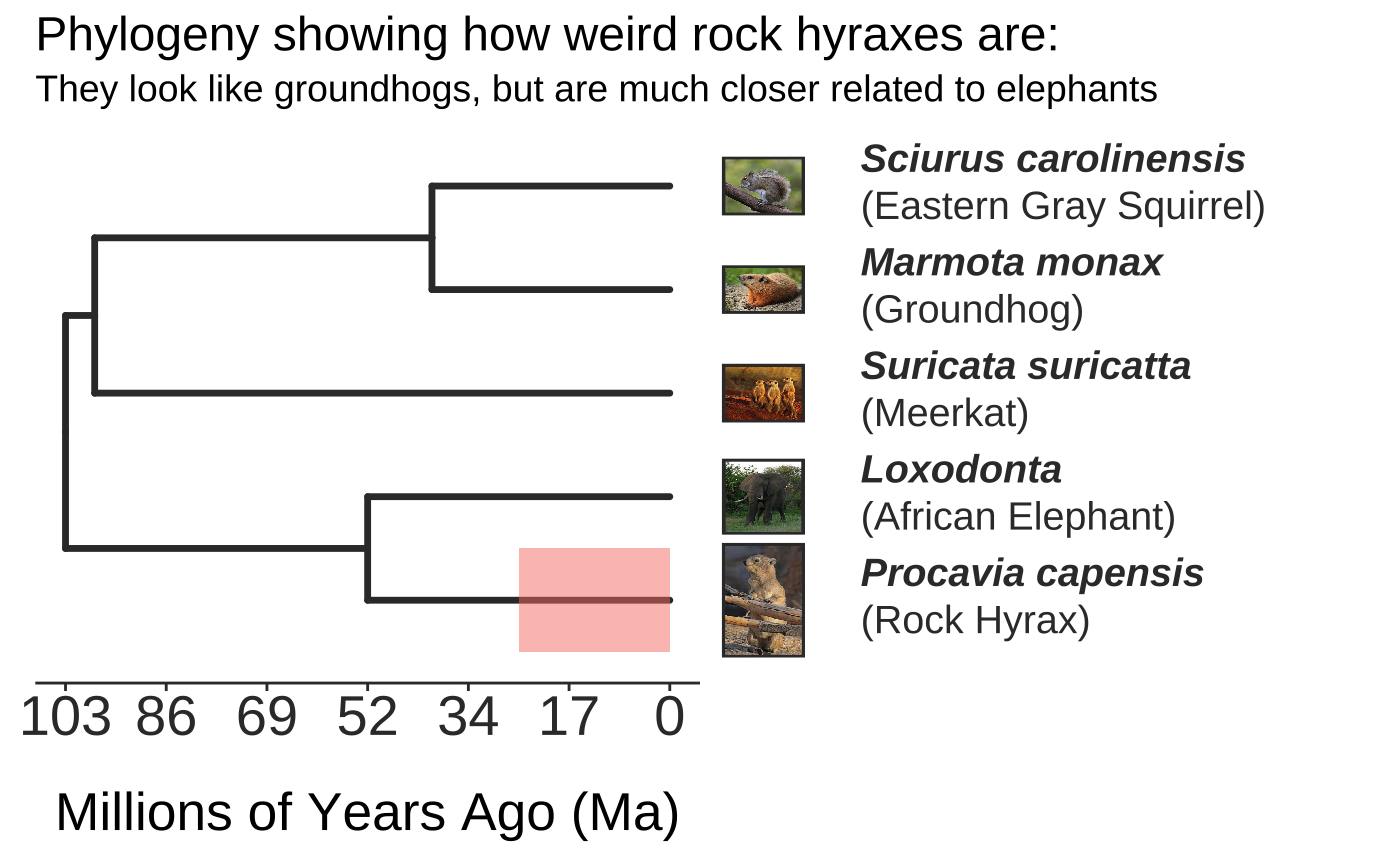 Phylogeny showing how weird rock hyraxes are:
They look like groundhogs, but are much closer related to elephants
Sciurus carolinensis
(Eastern Gray Squirrel)
Marmota monax
(Groundhog)
Suricata suricatta
(Meerkat)
Loxodonta
(African Elephant)
Procavia capensis
(Rock Hyrax)
103 86 69 52 34 17 0
Millions of Years Ago (Ma)